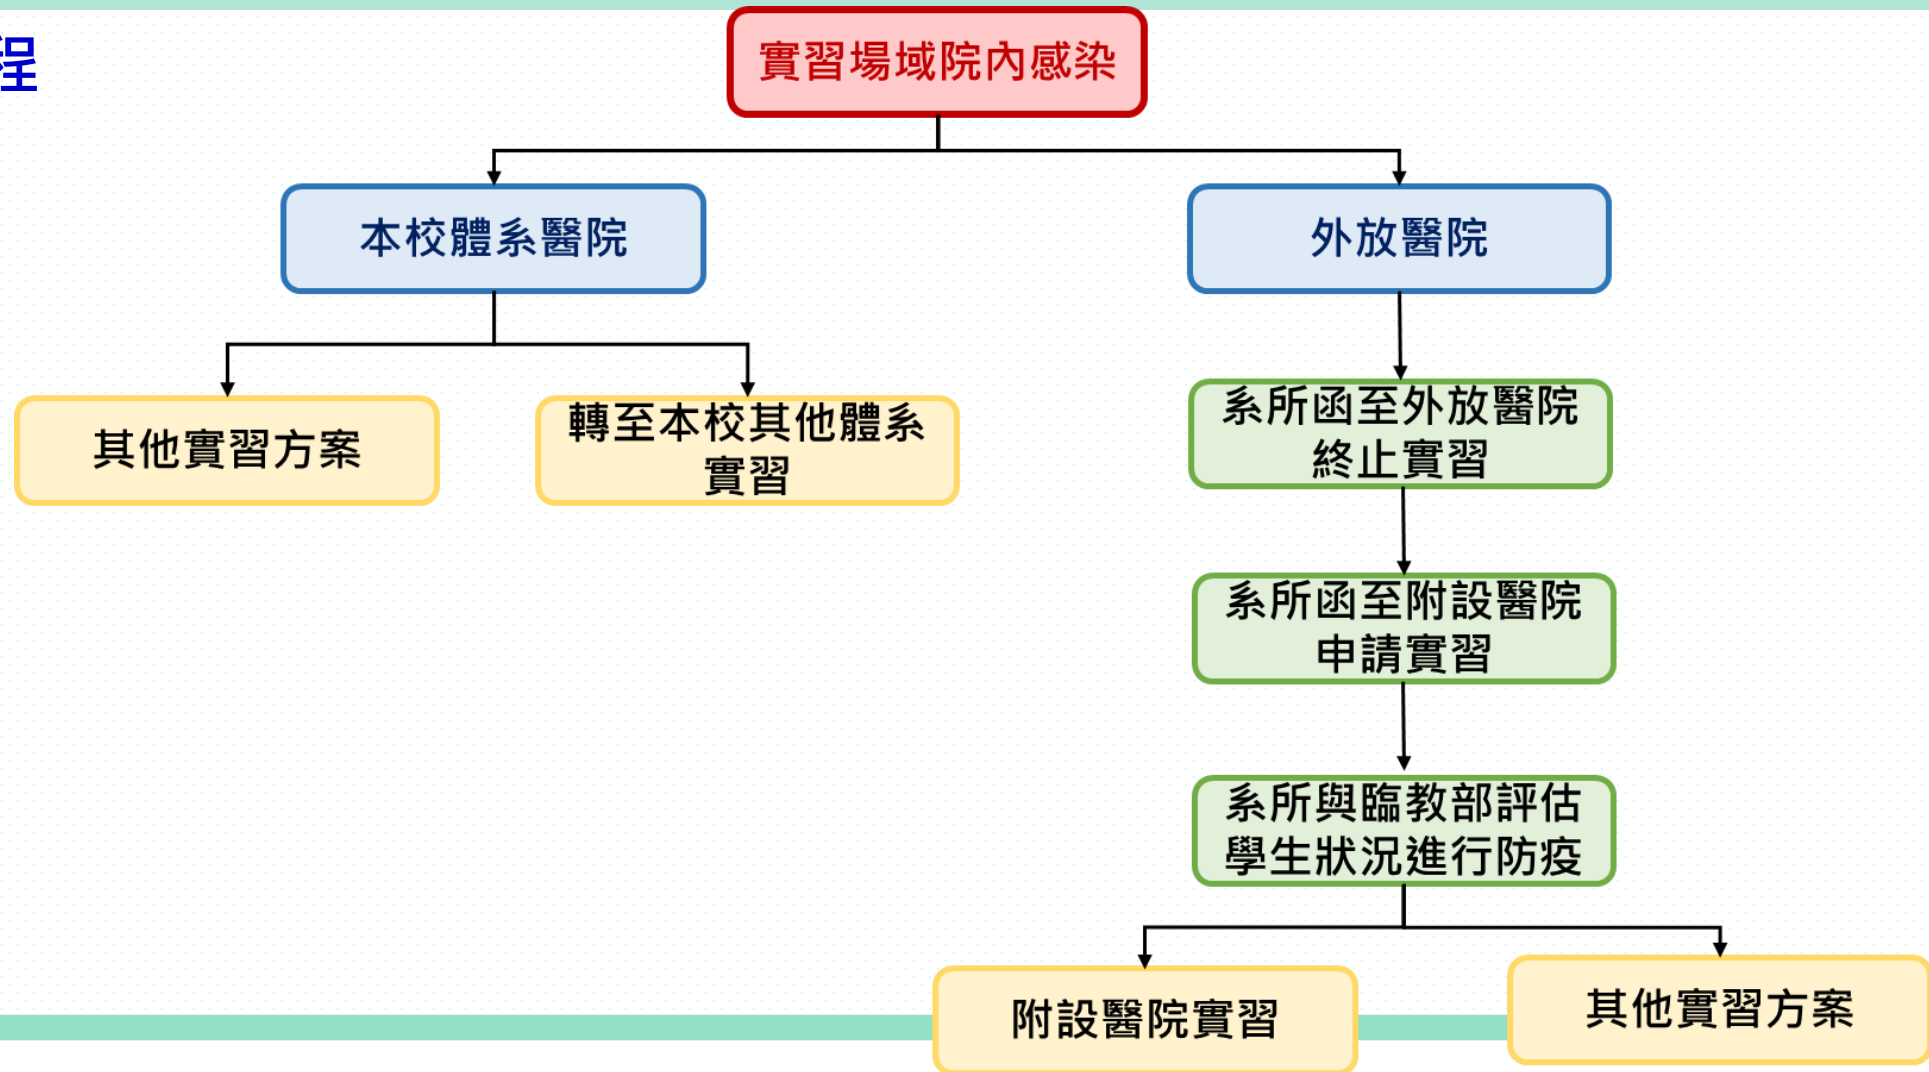 程
實習場域院內感染
本校體系醫院
外放醫院
其他實習方案
轉至本校其他體系
實習
系所函至外放醫院
終止實習
系所函至附設醫院
申請實習
系所與臨教部評估
學生狀況進行防疫
附設醫院實習
其他實習方案